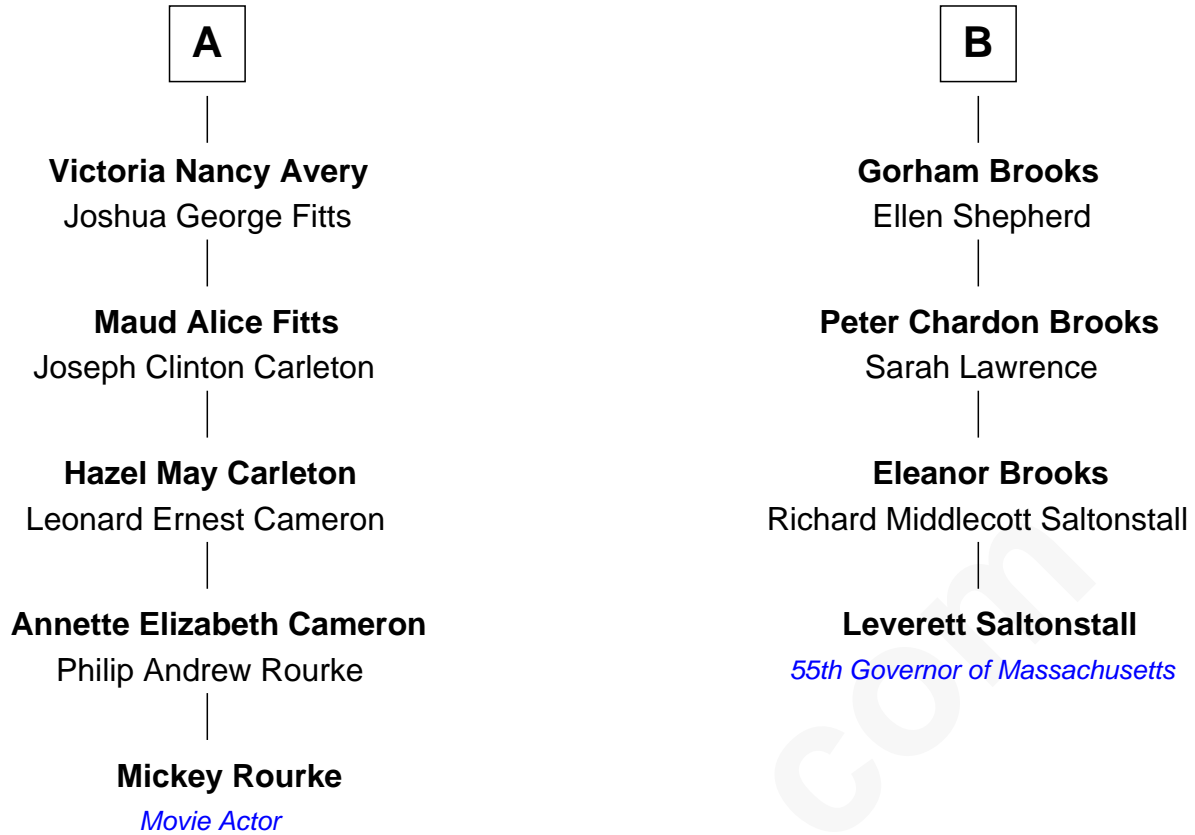 A
Victoria Nancy Avery
Joshua George Fitts
Maud Alice Fitts
Joseph Clinton Carleton
Hazel May Carleton
Leonard Ernest Cameron
Annette Elizabeth Cameron
Philip Andrew Rourke
Mickey Rourke
Movie Actor
B
Gorham Brooks
Ellen Shepherd
Peter Chardon Brooks
Sarah Lawrence
Eleanor Brooks
Richard Middlecott Saltonstall
Leverett Saltonstall
55th Governor of Massachusetts
com